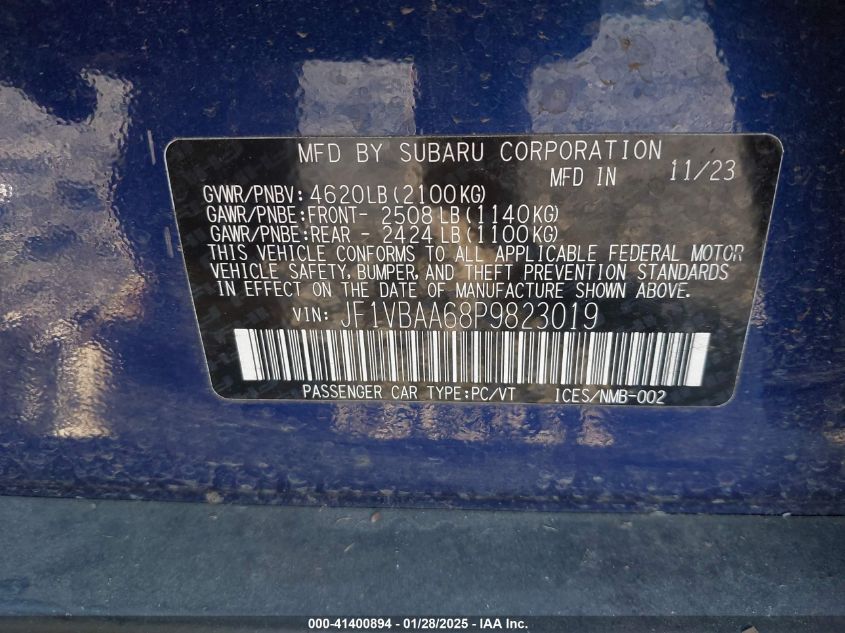 MFD BY SUBARU CORPORATION
MFD IN 11/23
GVWR/PNBV: 4620LB (2100KG)
GAWR/PNBE:FRONT- 2508 LB (1140KG)
GAWR/PNBE:REAR - 2424 LB (1100KG)
THIS VEHICLE CONFORMS TO ALL APPLICABLE FEDERAL MOTOR
VEHICLE SAFETY, BUMPER, AND THEFT PREVENTION STANDARDS
IN EFFECT ON THE DATE OF MANUFACTURE SHOWN ABOVE.
VIN: JF1VBAA68P9823019
PASSENGER CAR TYPE:PC/VT ICES/NMB-002
000-41400894 - 01/28/2025 - IAA Inc.